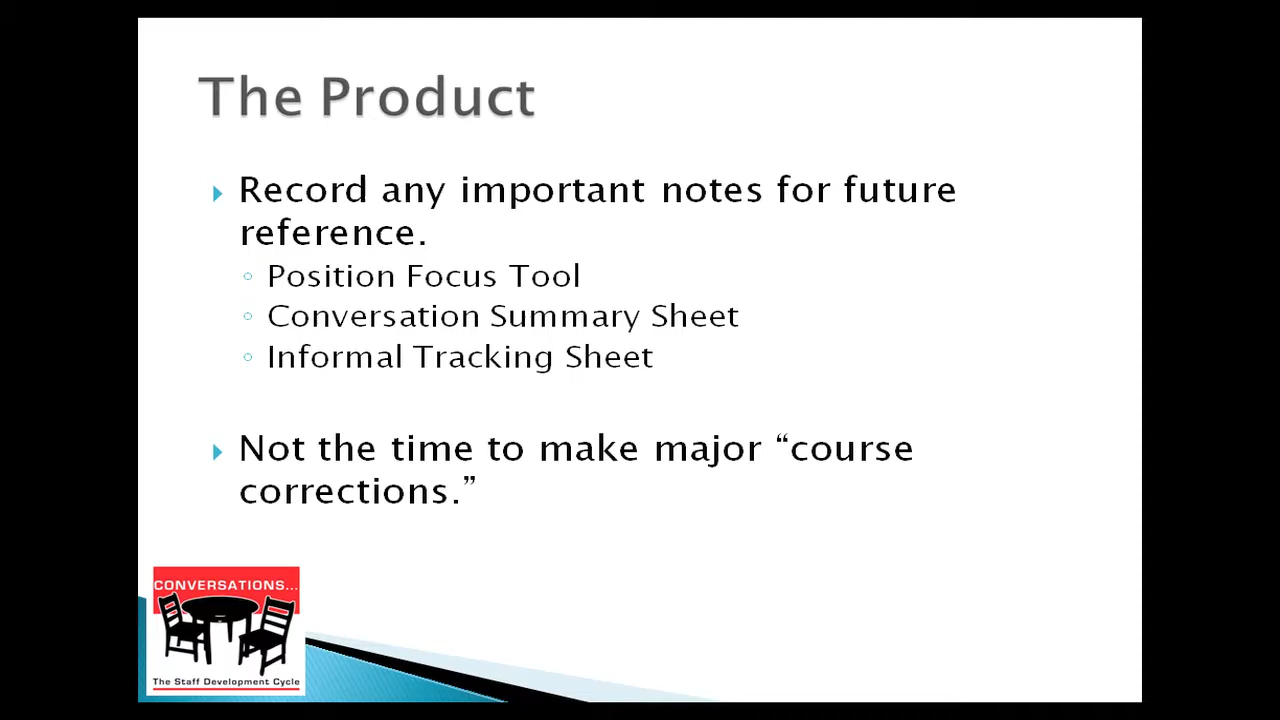 The Product
Record any important notes for future
reference.
Position Focus Tool
Conversation Summary Sheet
Informal Tracking Sheet
Not the time to make major “course
corrections.”
CONVERSATIONS...
The Staff Development Cycle